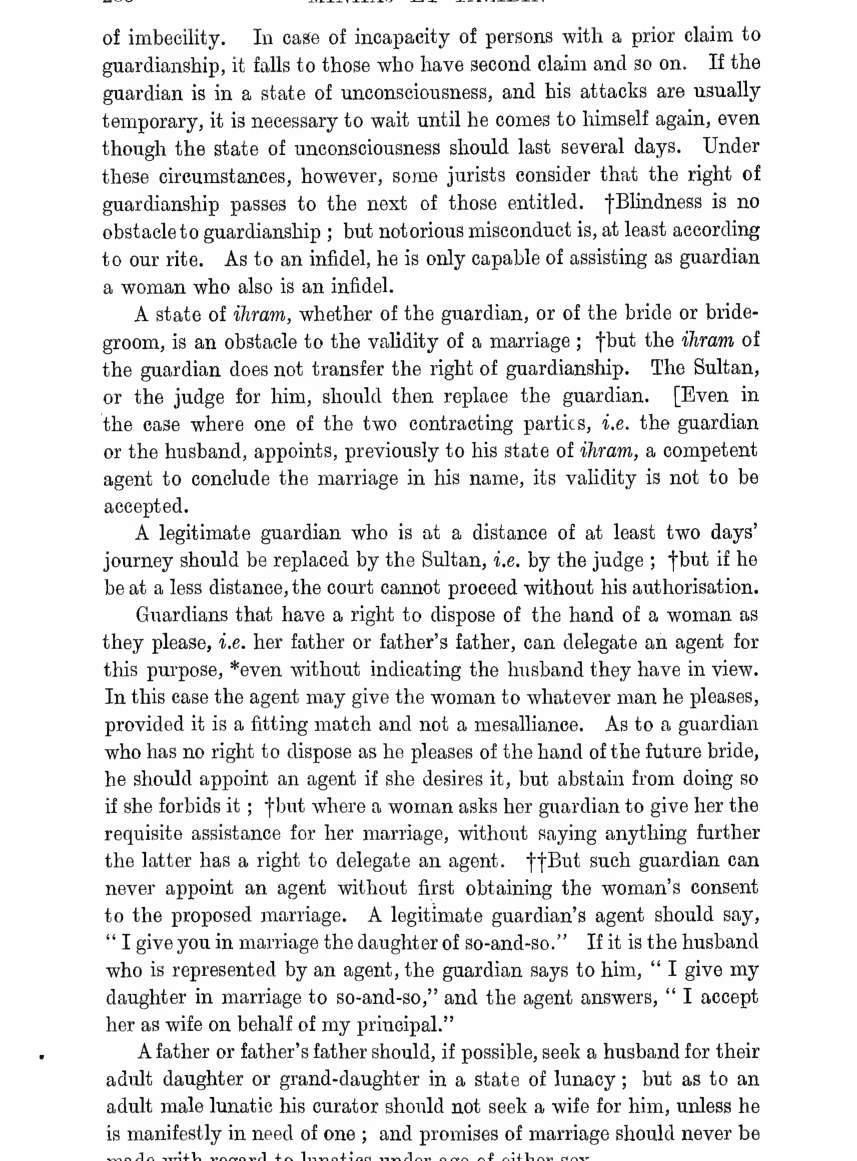 of imbecility. In case of incapacity of persons with a prior claim to
guardianship, it falls to those who have second claim and so on. If the
guardian is in a state of unconsciousness, and his attacks are usually
temporary, it is necessary to wait until he comes to himself again, even
though the state of unconsciousness should last several days. Under
these circumstances, however, some jurists consider that the right of
guardianship passes to the next of those entitled. †Blindness is no
obstacle to guardianship ; but notorious misconduct is, at least according
to our rite. As to an infidel, he is only capable of assisting as guardian
a woman who also is an infidel.
A state of ihram, whether of the guardian, or of the bride or bride-
groom, is an obstacle to the validity of a marriage ; †but the ihram of
the guardian does not transfer the right of guardianship. The Sultan,
or the judge for him, should then replace the guardian. [Even in
the case where one of the two contracting parties, i.e. the guardian
or the husband, appoints, previously to his state of ihram, a competent
agent to conclude the marriage in his name, its validity is not to be
accepted.
A legitimate guardian who is at a distance of at least two days'
journey should be replaced by the Sultan, i.e. by the judge ; †but if he
be at a less distance, the court cannot proceed without his authorisation.
Guardians that have a right to dispose of the hand of a woman as
they please, i.e. her father or father's father, can delegate an agent for
this purpose, *even without indicating the husband they have in view.
In this case the agent may give the woman to whatever man he pleases,
provided it is a fitting match and not a mesalliance. As to a guardian
who has no right to dispose as he pleases of the hand of the future bride,
he should appoint an agent if she desires it, but abstain from doing so
if she forbids it ; †but where a woman asks her guardian to give her the
requisite assistance for her marriage, without saying anything further
the latter has a right to delegate an agent. ††But such guardian can
never appoint an agent without first obtaining the woman's consent
to the proposed marriage. A legitimate guardian's agent should say,
“ I give you in marriage the daughter of so-and-so.” If it is the husband
who is represented by an agent, the guardian says to him, “ I give my
daughter in marriage to so-and-so,” and the agent answers, “ I accept
her as wife on behalf of my principal.”
A father or father's father should, if possible, seek a husband for their
adult daughter or grand-daughter in a state of lunacy ; but as to an
adult male lunatic his curator should not seek a wife for him, unless he
is manifestly in need of one ; and promises of marriage should never be